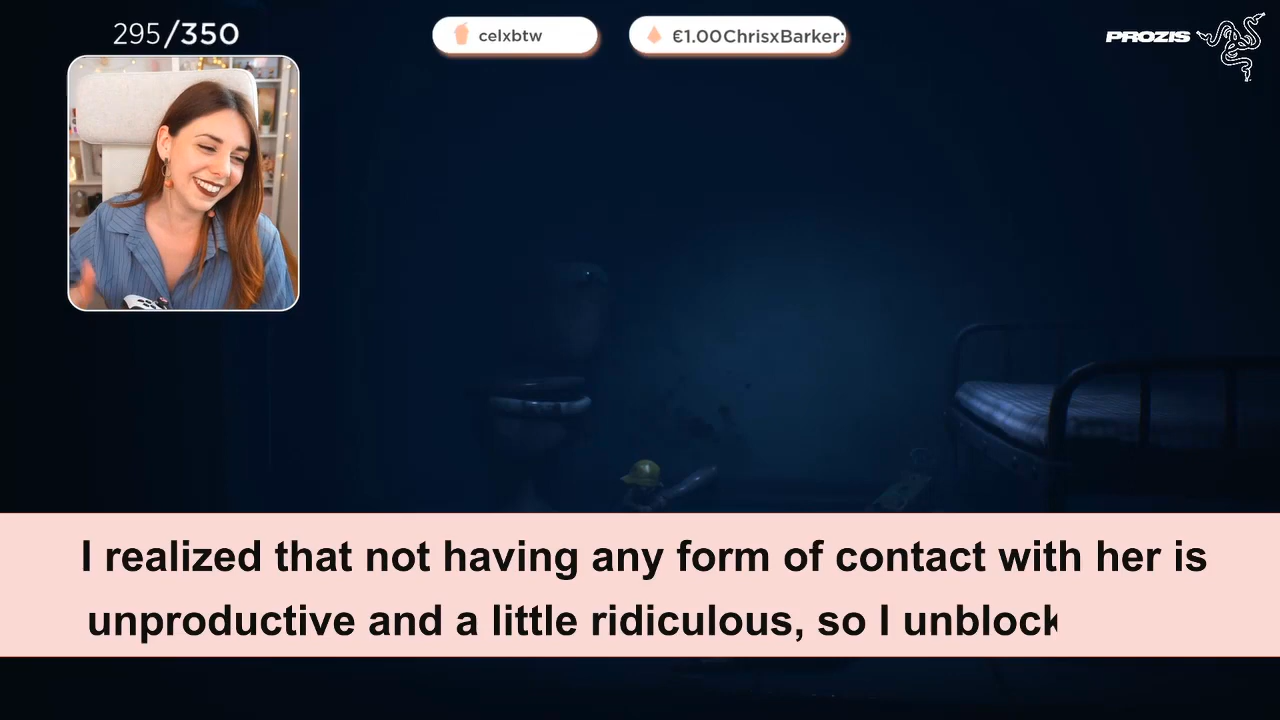 295/350
celxbtw
€1.00ChrisxBarker:
PROZIS
I realized that not having any form of contact with her is
unproductive and a little ridiculous, so I unblock